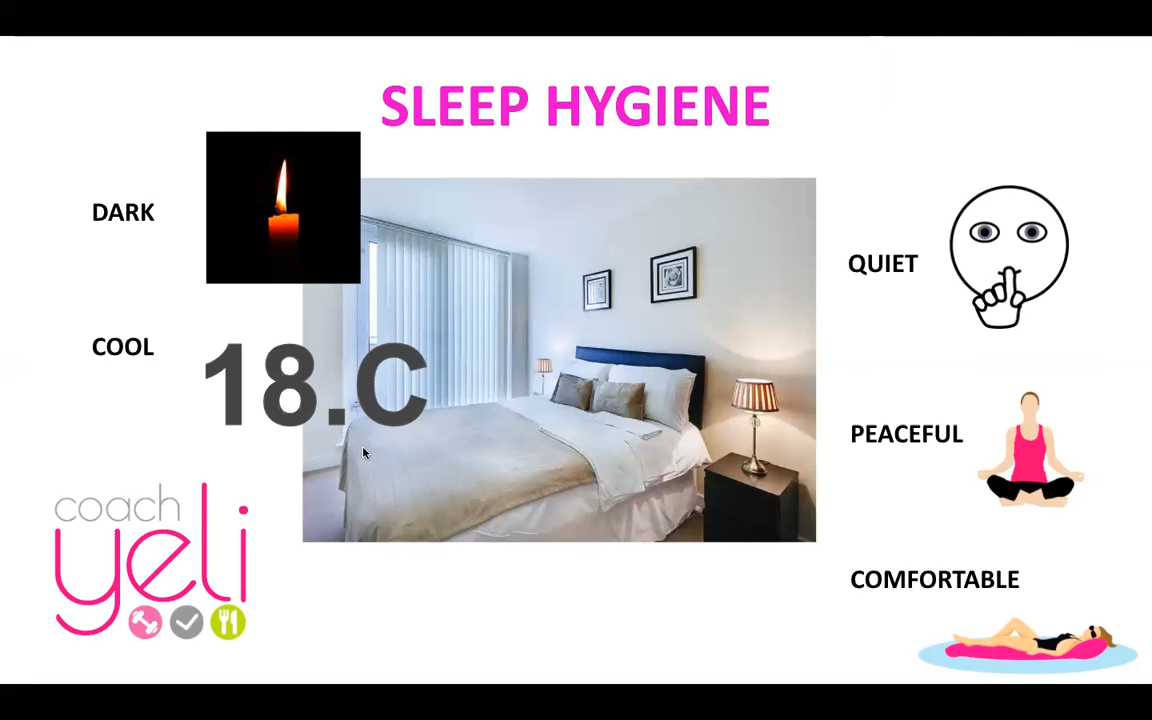 SLEEP HYGIENE
DARK
COOL
18.C
QUIET
PEACEFUL
COMFORTABLE
coach
yeli